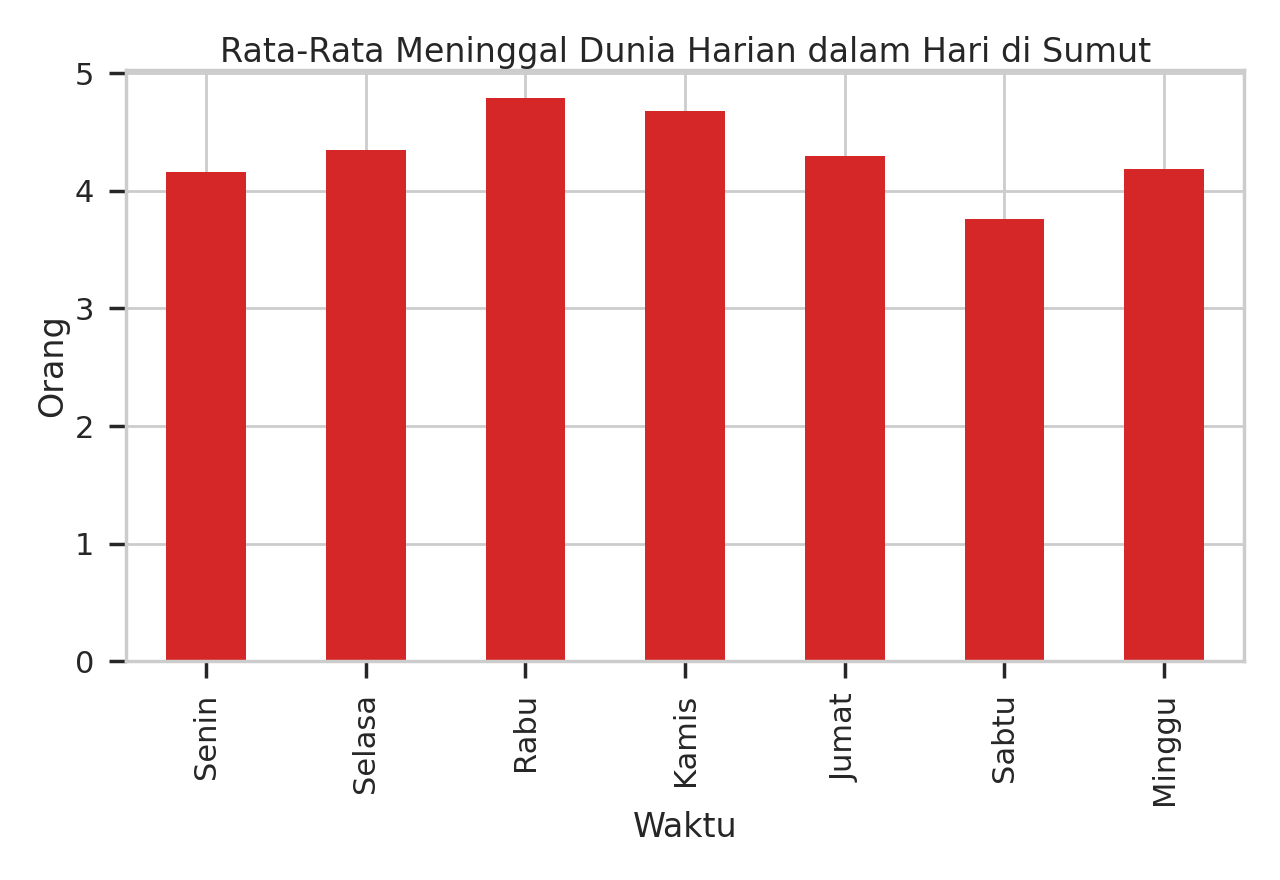 Rata-Rata Meninggal Dunia Harian dalam Hari di Sumut
5
4
3
2
1
0
Orang
Senin
Selasa
Rabu
Kamis
Jumat
Sabtu
Minggu
Waktu